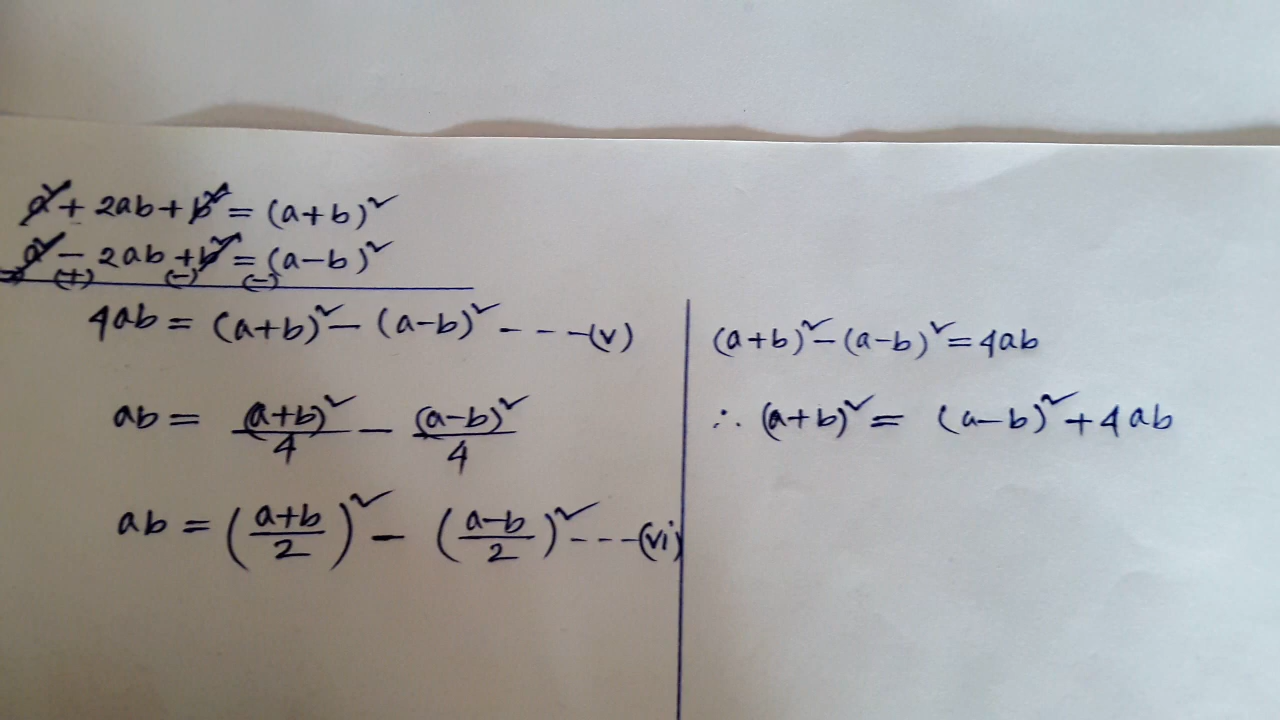 a² + 2ab + b² = (a+b)²
a² - 2ab + b² = (a-b)²
(+) (-) (-)
4ab = (a+b)² - (a-b)² - - - -(v)
ab = (a+b)²/4 - (a-b)²/4
ab = ((a+b)/2)² - ((a-b)/2)² - - - -(vi)
(a+b)² - (a-b)² = 4ab
∴ (a+b)² = (a-b)² + 4ab